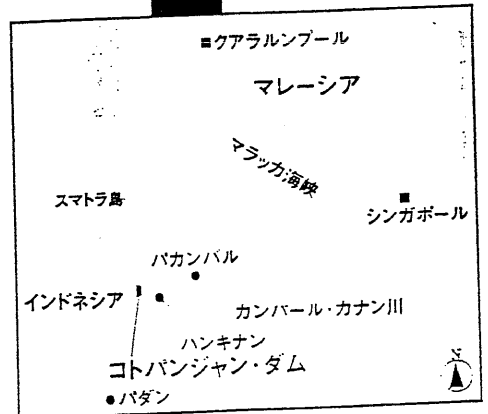 クアラルンプール
マレーシア
マラッカ海峡
スマトラ島
シンガポール
パカンバル
インドネシア
カンパール・カナン川
バンキナン
コトパンジャン・ダム
パダン
N